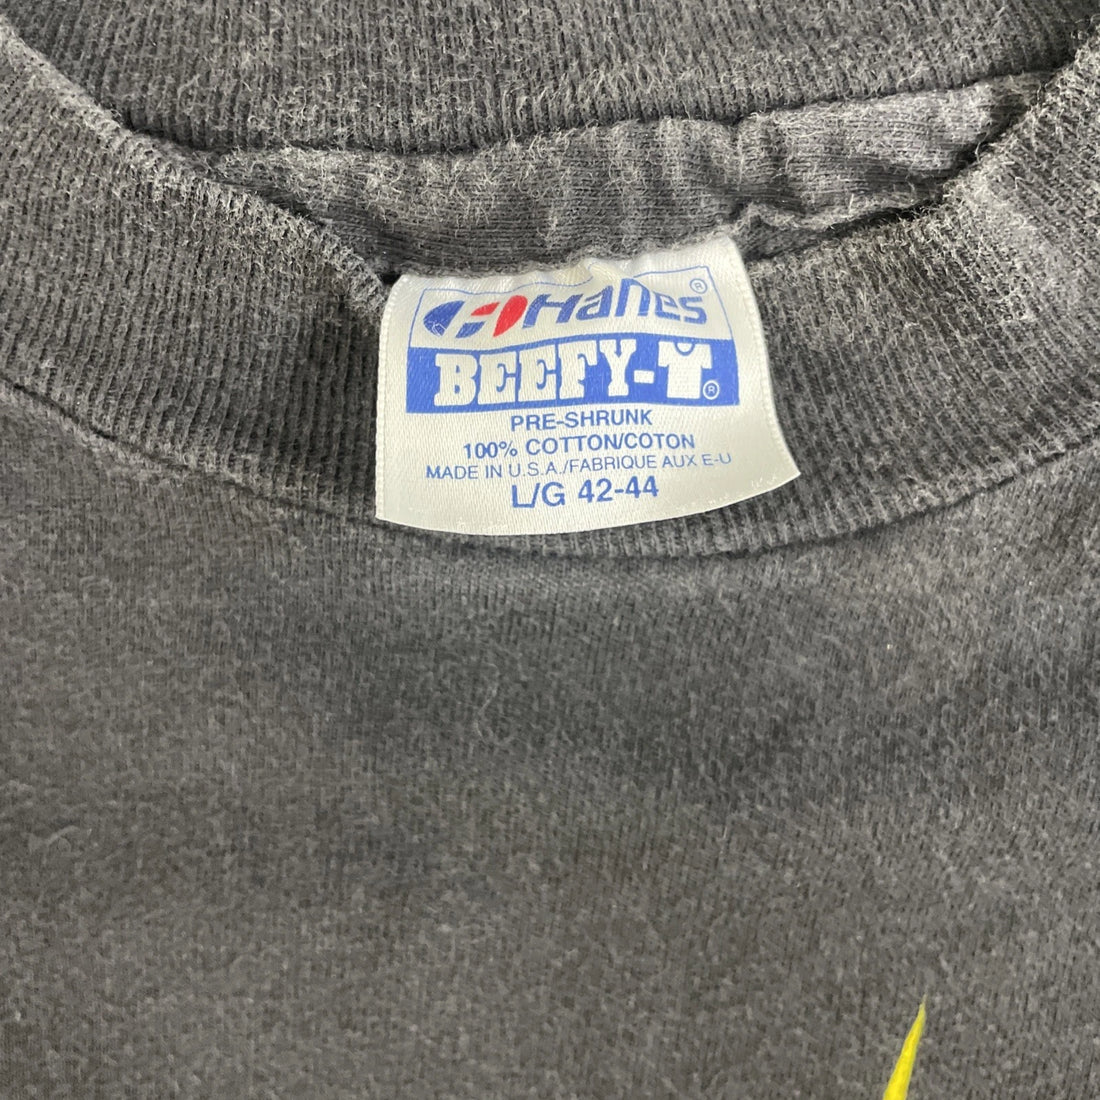 Hanes®
BEEFY-T®
PRE-SHRUNK
100% COTTON/COTON
MADE IN U.S.A./FABRIQUE AUX E-U
L/G 42-44